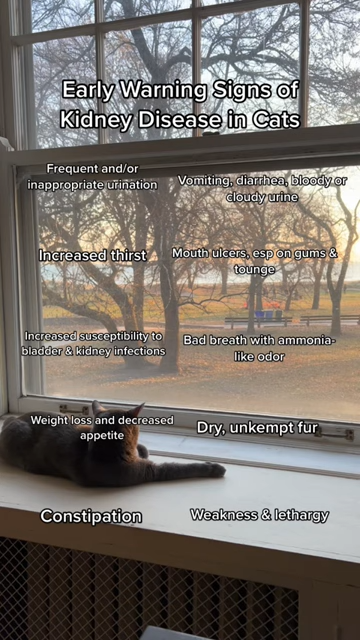 Early Warning Signs of
Kidney Disease in Cats
Frequent and/or
inappropriate urination
Vomiting, diarrhea, bloody or
cloudy urine
Increased thirst
Mouth ulcers, esp on gums &
tounge
Increased susceptibility to
bladder & kidney infections
Bad breath with ammonia-
like odor
Weight loss and decreased
appetite
Dry, unkempt fur
Constipation
Weakness & lethargy